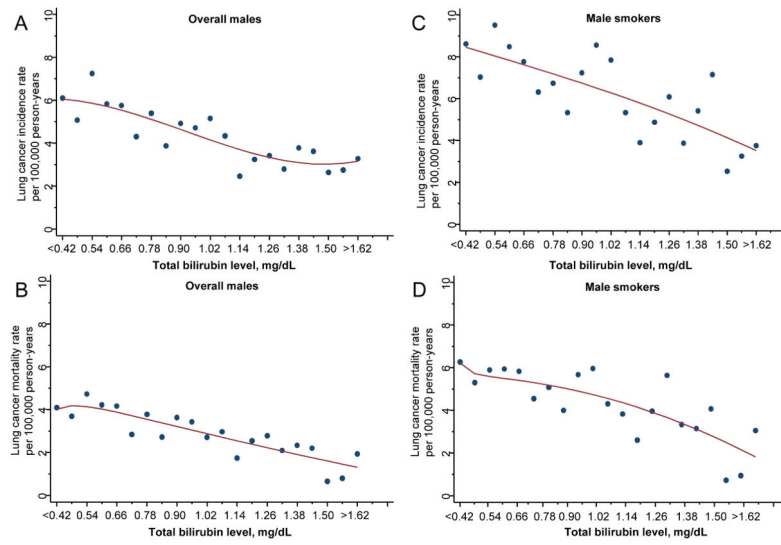 A
Overall males
Lung cancer incidence rate
per 100,000 person-years
0 2 4 6 8 10
<0.42 0.54 0.66 0.78 0.90 1.02 1.14 1.26 1.38 1.50 >1.62
Total bilirubin level, mg/dL
C
Male smokers
Lung cancer incidence rate
per 100,000 person-years
0 2 4 6 8 10
<0.42 0.54 0.66 0.78 0.90 1.02 1.14 1.26 1.38 1.50 >1.62
Total bilirubin level, mg/dL
B
Overall males
Lung cancer mortality rate
per 100,000 person-years
0 2 4 6 8 10
<0.42 0.54 0.66 0.78 0.90 1.02 1.14 1.26 1.38 1.50 >1.62
Total bilirubin level, mg/dL
D
Male smokers
Lung cancer mortality rate
per 100,000 person-years
0 2 4 6 8 10
<0.42 0.54 0.66 0.78 0.90 1.02 1.14 1.26 1.38 1.50 >1.62
Total bilirubin level, mg/dL